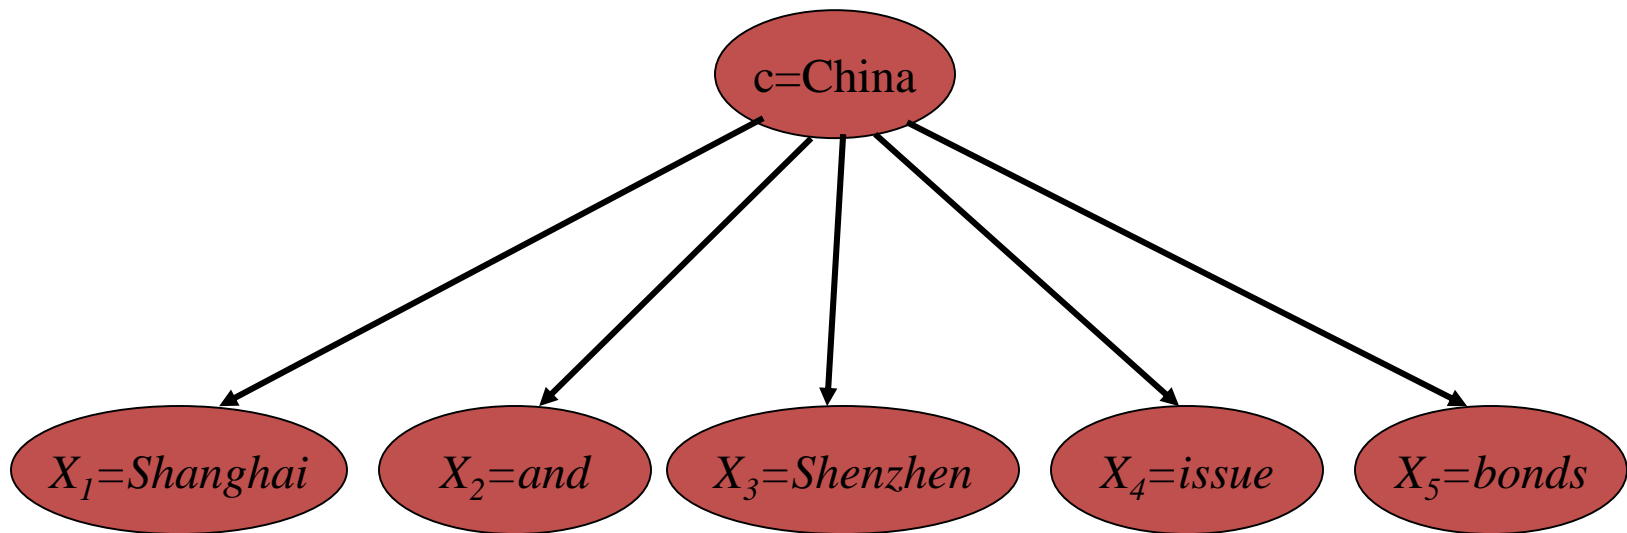 c=China
X₁=Shanghai
X₂=and
X₃=Shenzhen
X₄=issue
X₅=bonds